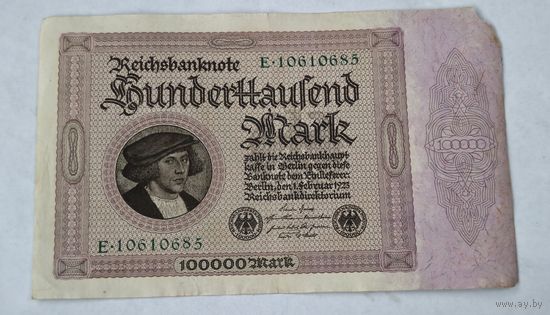 Reichsbanknote E·10610685
Hunderttausend
Mark
100000
zahlt die Reichsbankhaupt-
kasse in Berlin gegen diese
Banknote dem Einlieferer.
Berlin, den 1. Februar 1923
Reichsbankdirektorium
E·10610685
100000 Mark
www.ay.by